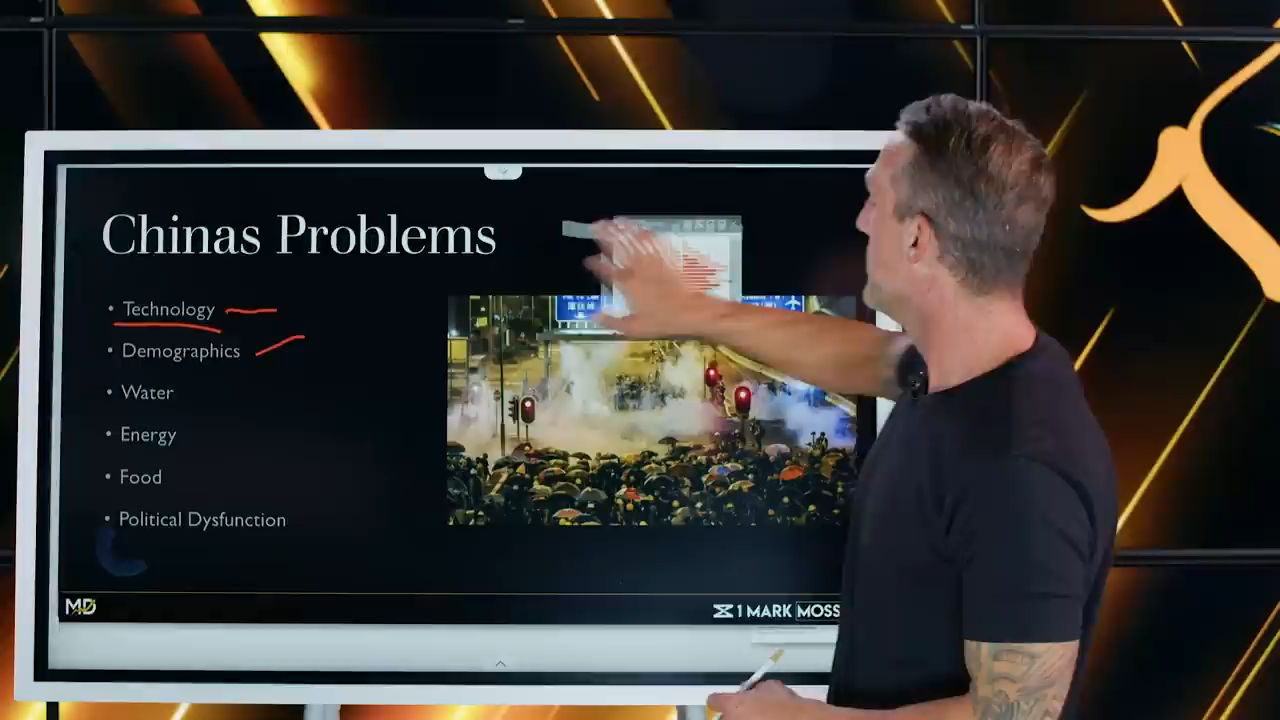 Chinas Problems
• Technology
• Demographics
• Water
• Energy
• Food
• Political Dysfunction
MD
1 MARK MOSS